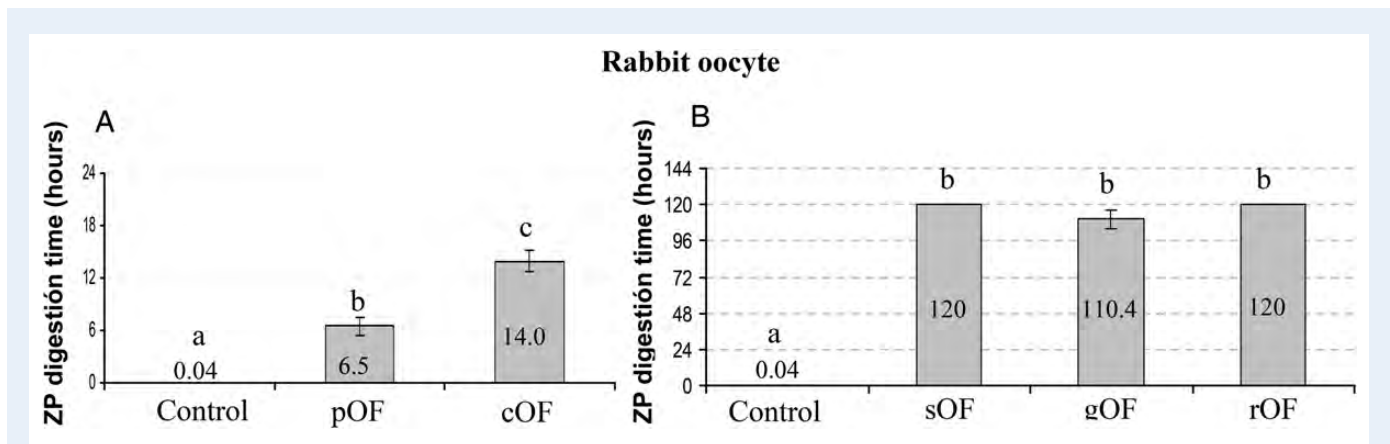 Rabbit oocyte
A
ZP digestión time (hours)
24
18
12
6
0
a
0.04
b
6.5
c
14.0
Control pOF cOF
B
ZP digestión time (hours)
144
120
96
72
48
24
0
a
0.04
b
120
b
110.4
b
120
Control sOF gOF rOF